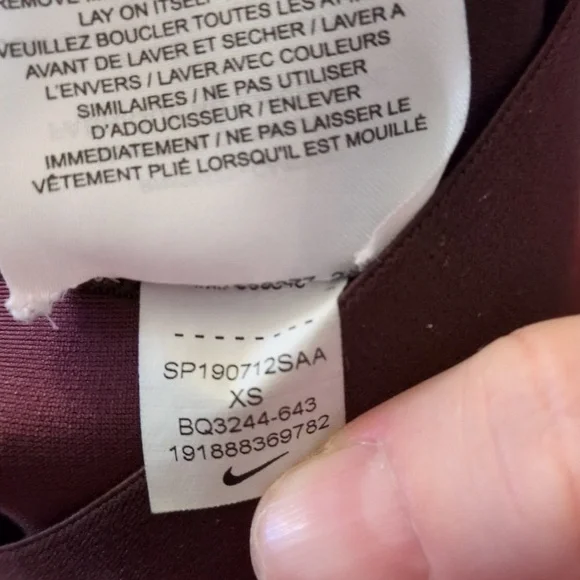 LAY ON ITSELF
VEUILLEZ BOUCLER TOUTES LES
AVANT DE LAVER ET SECHER / LAVER A
L'ENVERS / LAVER AVEC COULEURS
SIMILAIRES / NE PAS UTILISER
D'ADOUCISSEUR / ENLEVER
IMMEDIATEMENT / NE PAS LAISSER LE
VÊTEMENT PLIÉ LORSQU'IL EST MOUILLÉ
SP190712SAA
XS
BQ3244-643
191888369782